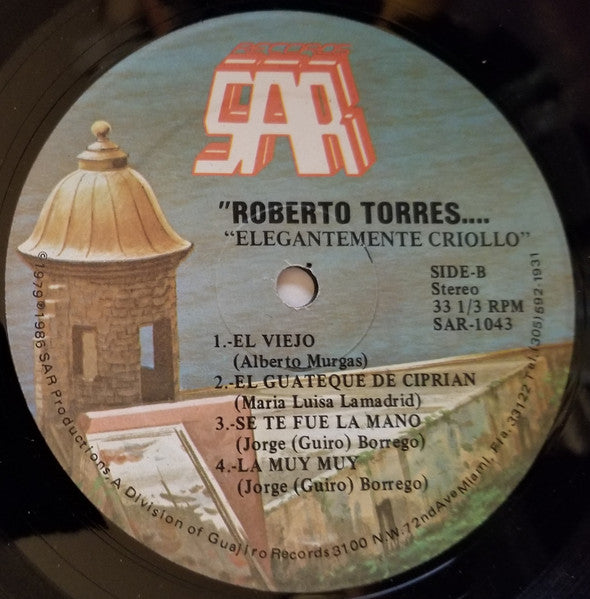 RECORDS
SAR
"ROBERTO TORRES....
"ELEGANTEMENTE CRIOLLO"
SIDE-B
Stereo
33 1/3 RPM
SAR-1043
1.-EL VIEJO
(Alberto Murgas)
2.-EL GUATEQUE DE CIPRIAN
(Maria Luisa Lamadrid)
3.-SE TE FUE LA MANO
(Jorge (Guiro) Borrego)
4.-LA MUY MUY
(Jorge (Guiro) Borrego)
©1979 ℗1985 SAR Productions, A Division of Guajiro Records 3100 N.W. 72nd Ave Miami, Fla. 33122 Tel. (305) 592-1931